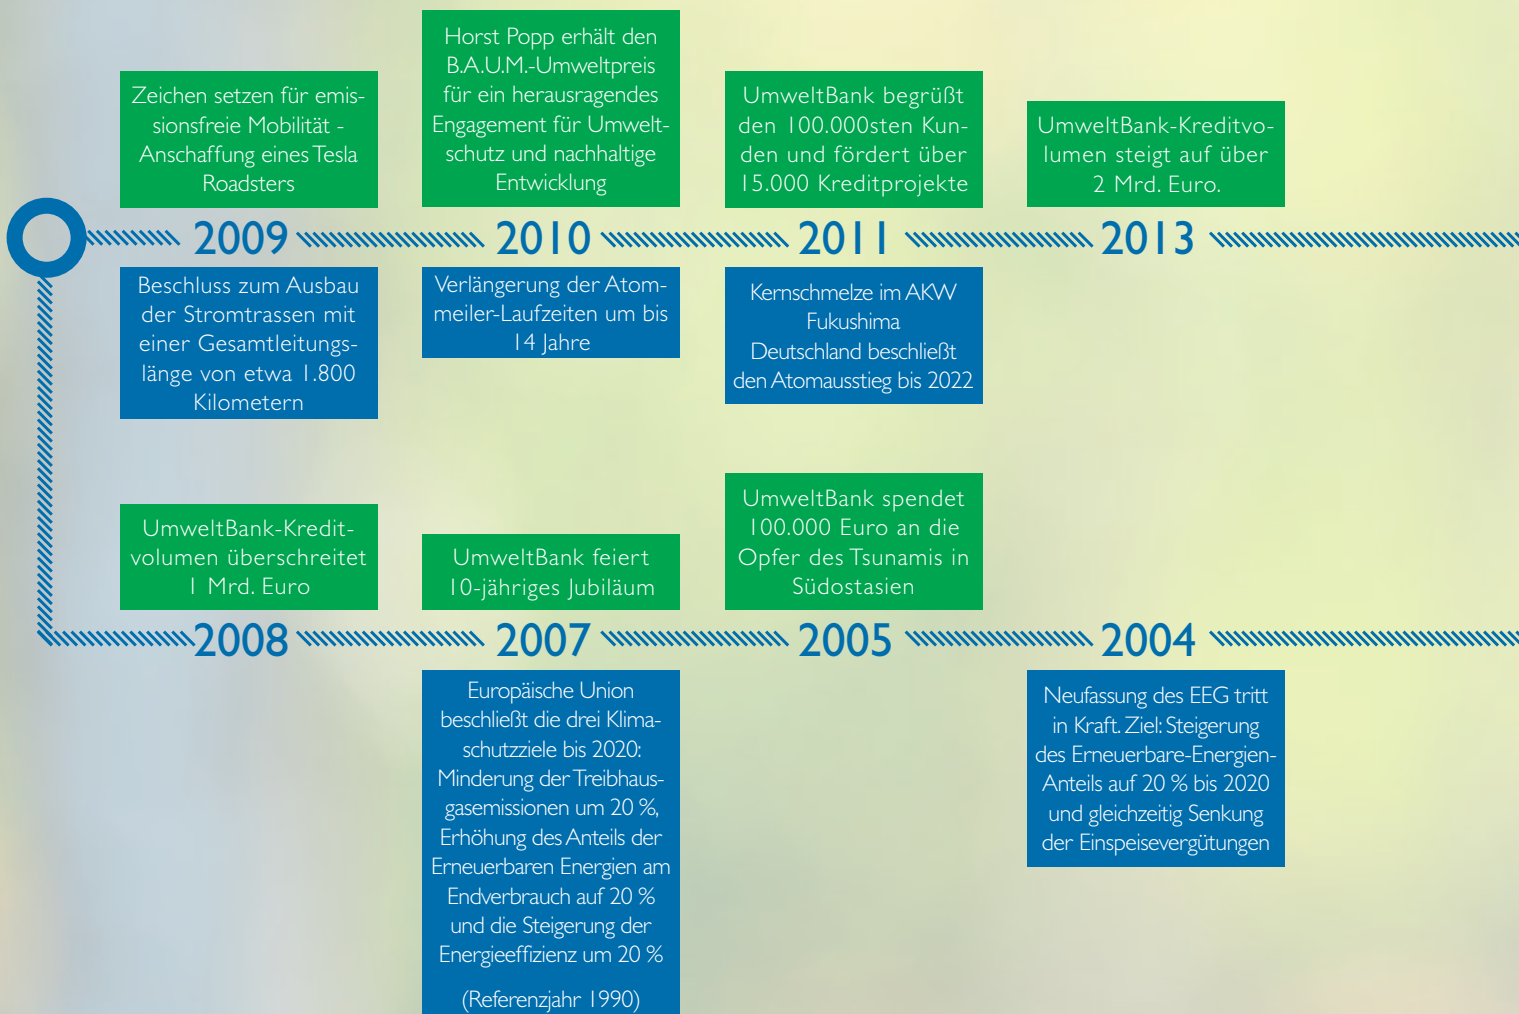 Zeichen setzen für emis-
sionsfreie Mobilität -
Anschaffung eines Tesla
Roadsters
Horst Popp erhält den
B.A.U.M.-Umweltpreis
für ein herausragendes
Engagement für Umwelt-
schutz und nachhaltige
Entwicklung
UmweltBank begrüßt
den 100.000sten Kun-
den und fördert über
15.000 Kreditprojekte
UmweltBank-Kreditvo-
lumen steigt auf über
2 Mrd. Euro.
2009
2010
2011
2013
Beschluss zum Ausbau
der Stromtrassen mit
einer Gesamtleitungs-
länge von etwa 1.800
Kilometern
Verlängerung der Atom-
meiler-Laufzeiten um bis
14 Jahre
Kernschmelze im AKW
Fukushima
Deutschland beschließt
den Atomausstieg bis 2022
UmweltBank-Kredit-
volumen überschreitet
1 Mrd. Euro
UmweltBank feiert
10-jähriges Jubiläum
UmweltBank spendet
100.000 Euro an die
Opfer des Tsunamis in
Südostasien
2008
2007
2005
2004
Europäische Union
beschließt die drei Klima-
schutzziele bis 2020:
Minderung der Treibhaus-
gasemissionen um 20 %,
Erhöhung des Anteils der
Erneuerbaren Energien am
Endverbrauch auf 20 %
und die Steigerung der
Energieeffizienz um 20 %
(Referenzjahr 1990)
Neufassung des EEG tritt
in Kraft. Ziel: Steigerung
des Erneuerbare-Energien-
Anteils auf 20 % bis 2020
und gleichzeitig Senkung
der Einspeisevergütungen